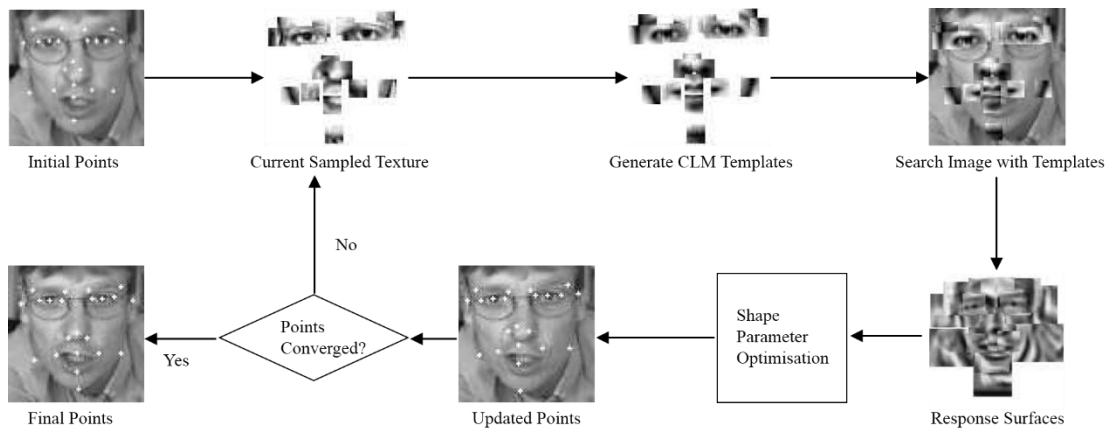 Initial Points
Current Sampled Texture
Generate CLM Templates
Search Image with Templates
No
Yes
Points
Converged?
Shape
Parameter
Optimisation
Final Points
Updated Points
Response Surfaces